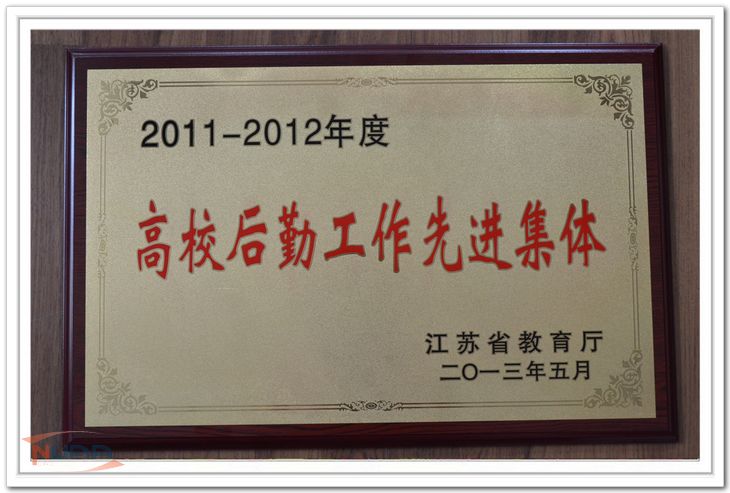 2011-2012年度
高校后勤工作先进集体
江苏省教育厅
二〇一三年五月